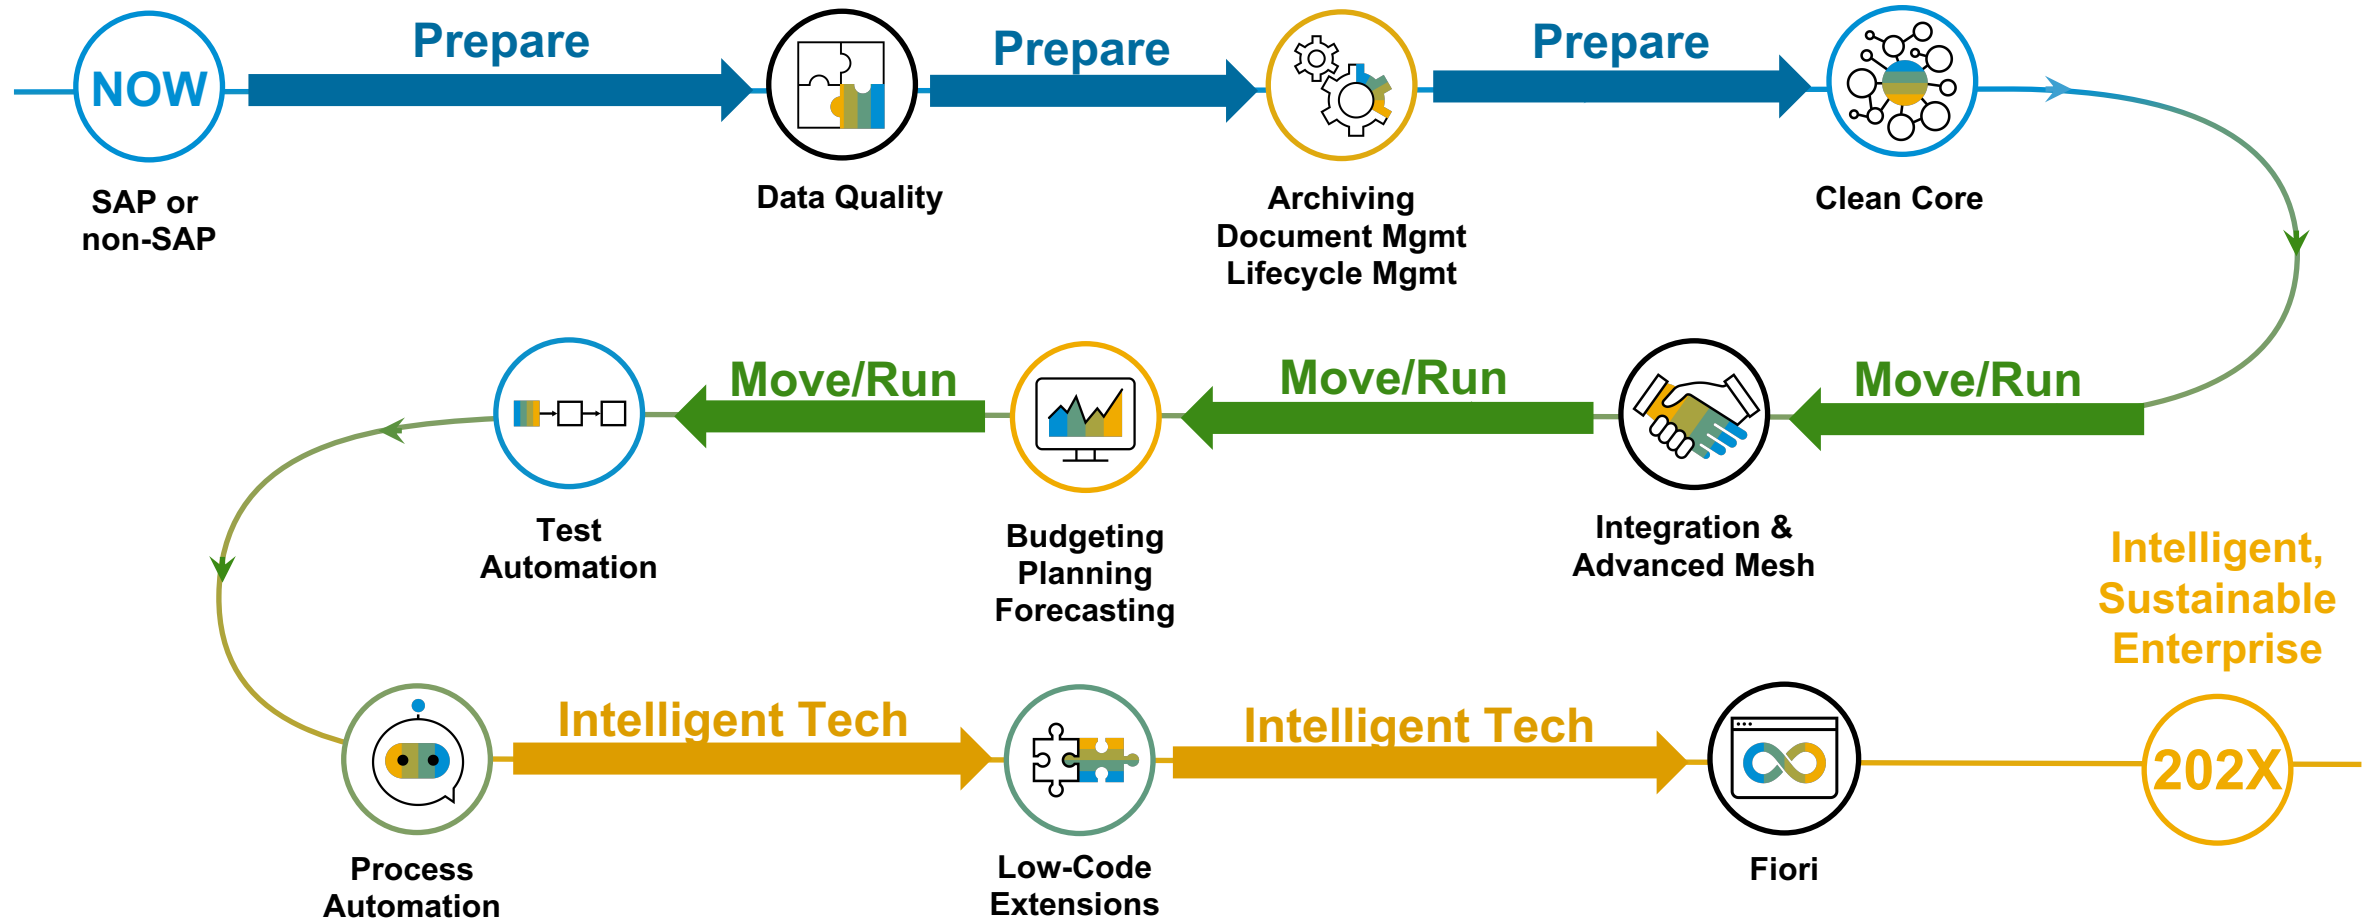 Prepare
Prepare
Prepare
NOW
SAP or
non-SAP
Data Quality
Archiving
Document Mgmt
Lifecycle Mgmt
Clean Core
Move/Run
Move/Run
Move/Run
Integration &
Advanced Mesh
Budgeting
Planning
Forecasting
Test
Automation
Intelligent Tech
Intelligent Tech
Process
Automation
Low-Code
Extensions
Fiori
Intelligent,
Sustainable
Enterprise
202X